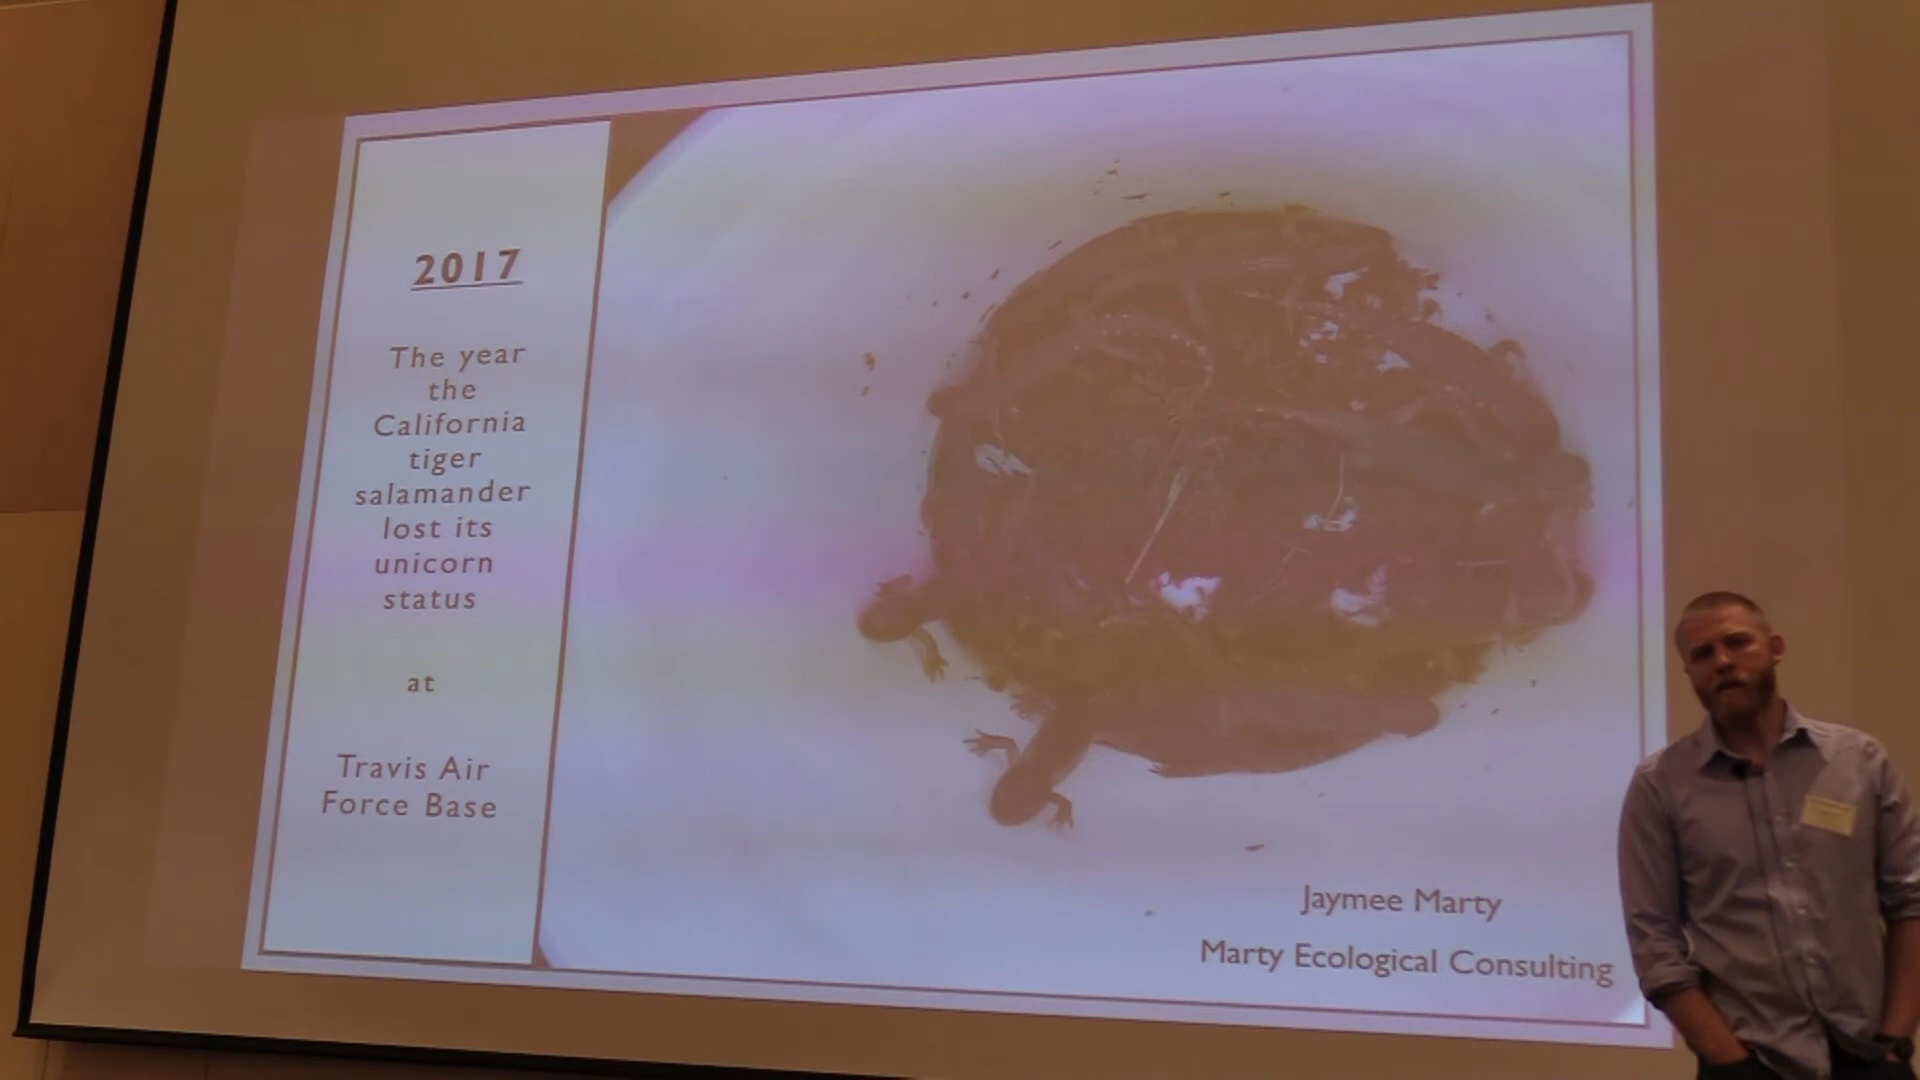 2017
The year
the
California
tiger
salamander
lost its
unicorn
status
at
Travis Air
Force Base
Jaymee Marty
Marty Ecological Consulting